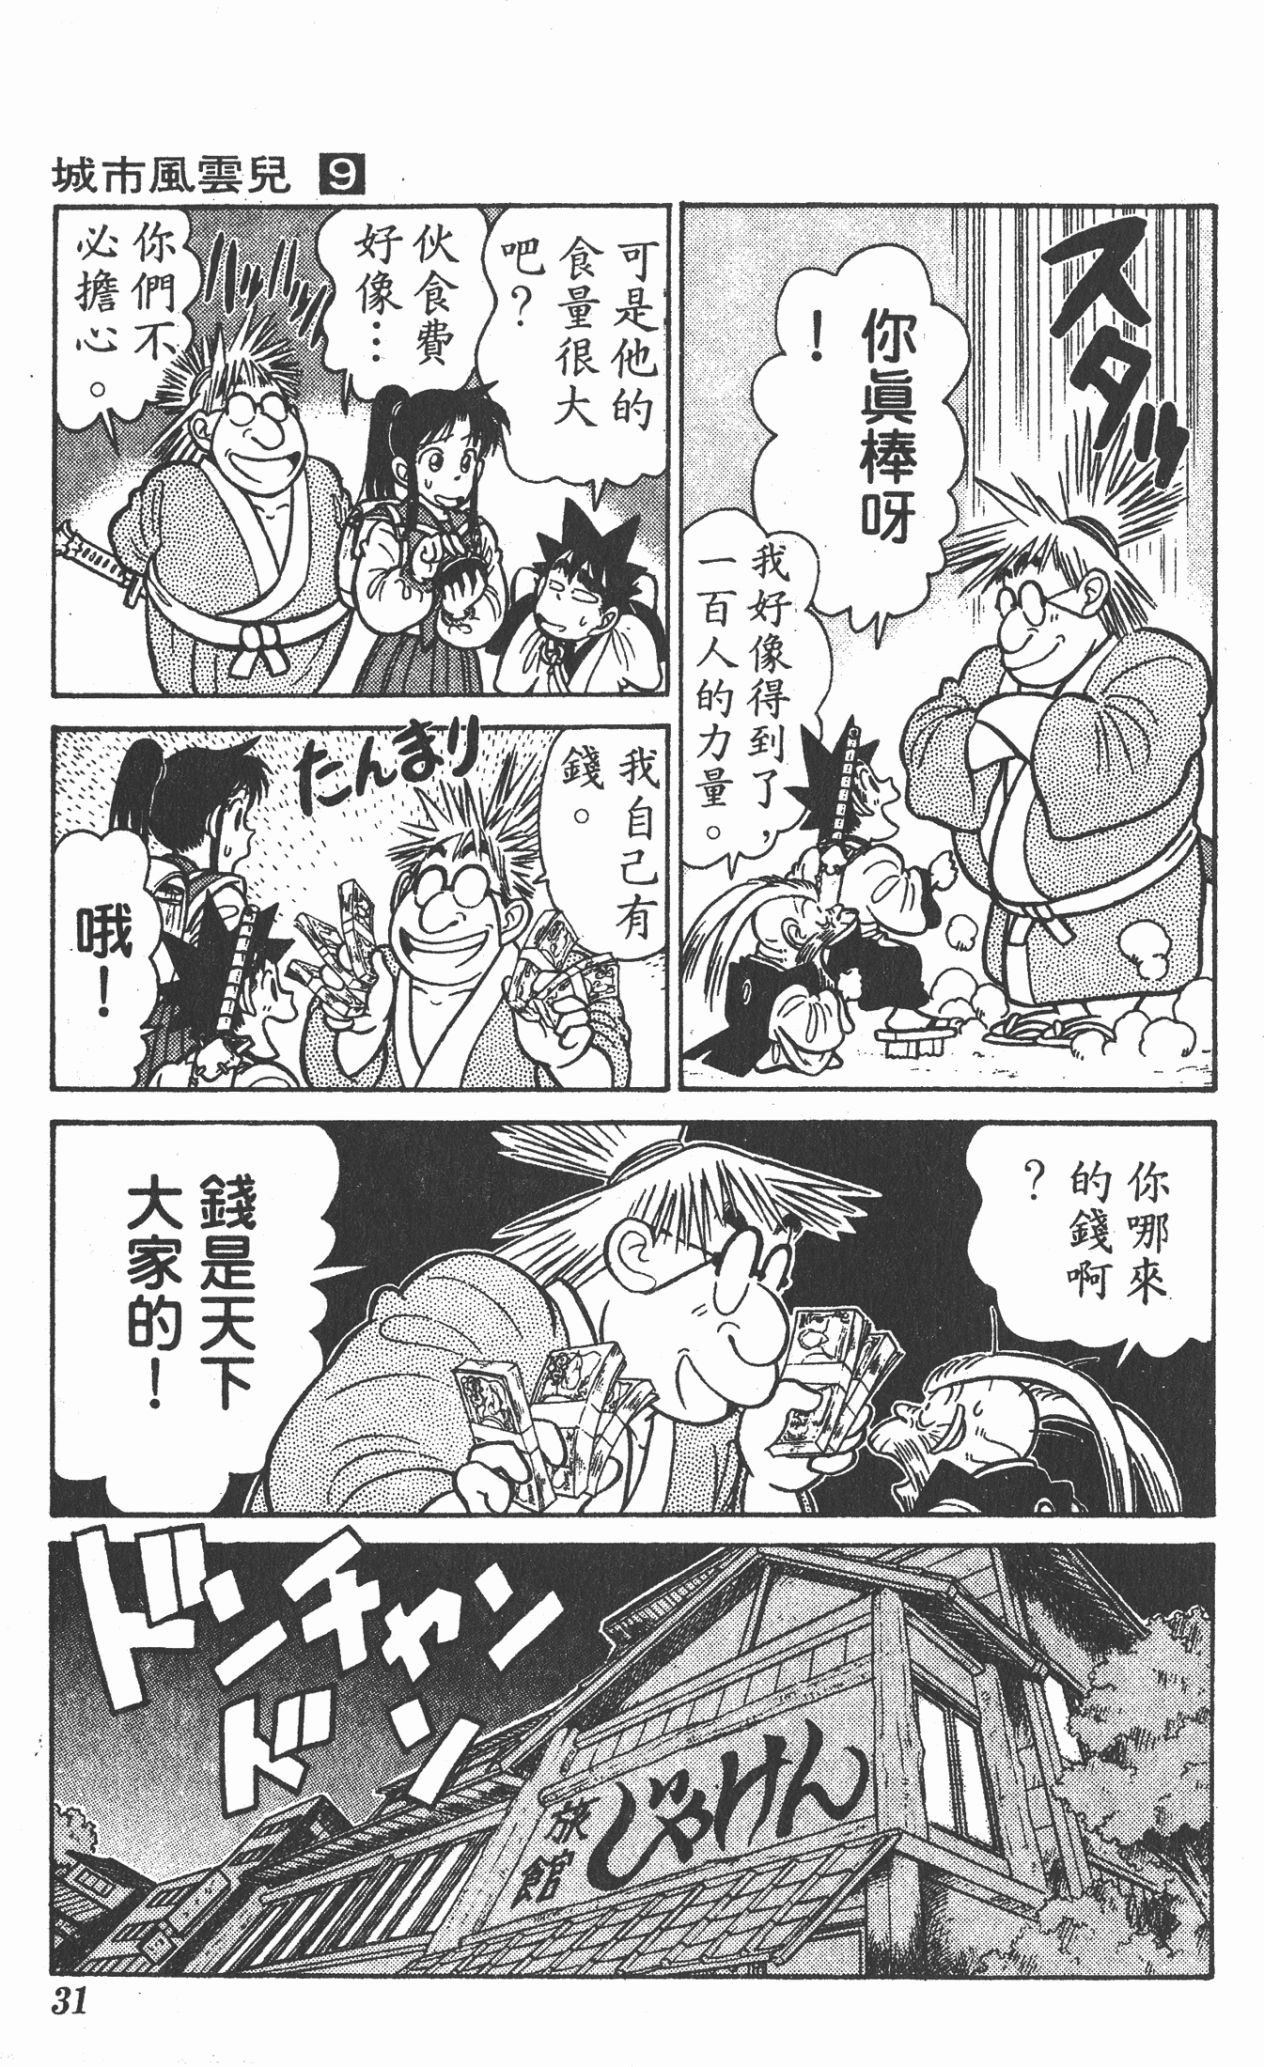 城市風雲兒 9
スタッ
你眞棒呀
！
我好像得到了，
一百人的力量。
可是他的
食量很大
吧？
伙食費
好像…
你們不
必擔心。
我自己有
錢。
たんまり
哦！
你哪來
的錢啊
？
錢是天下
大家的！
ドンチャン
ドン
旅館
じゃけん
31